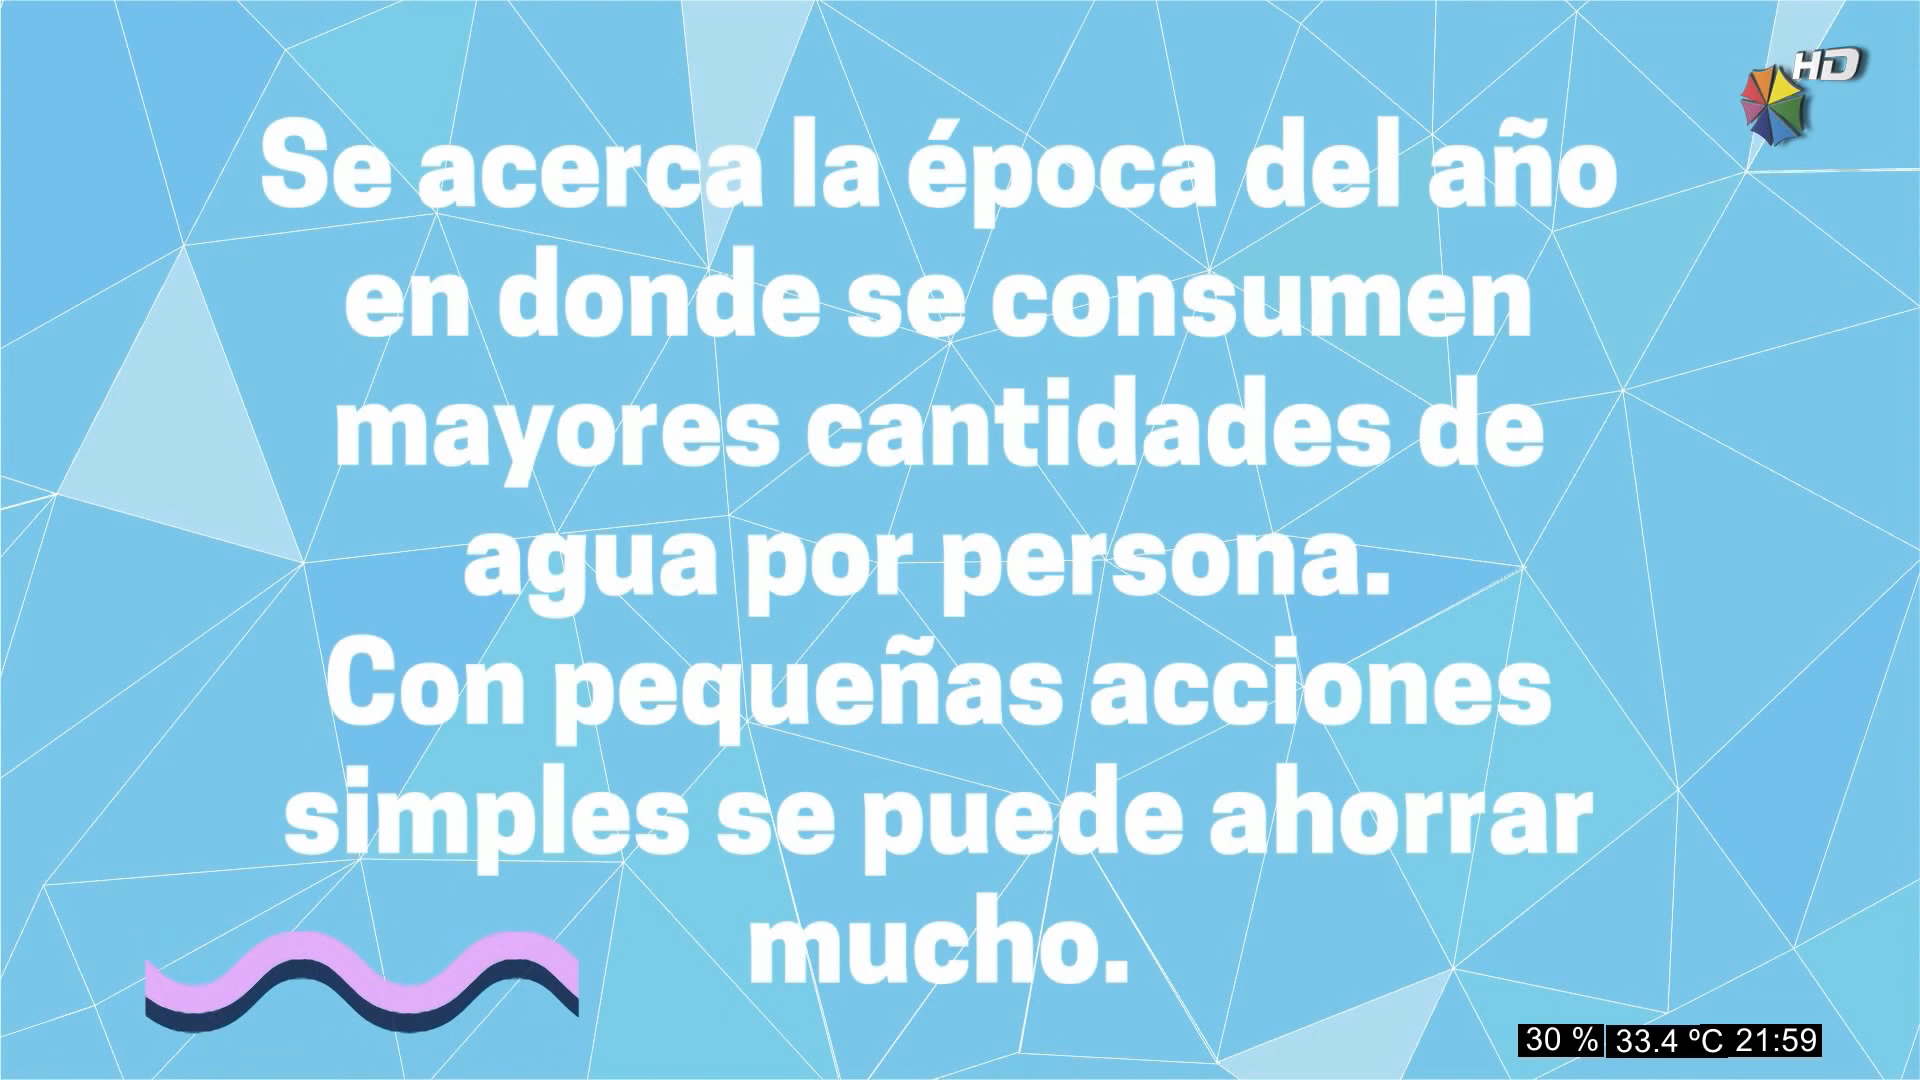 HD
Se acerca la época del año
en donde se consumen
mayores cantidades de
agua por persona.
Con pequeñas acciones
simples se puede ahorrar
mucho.
30 % 33.4 ºC 21:59